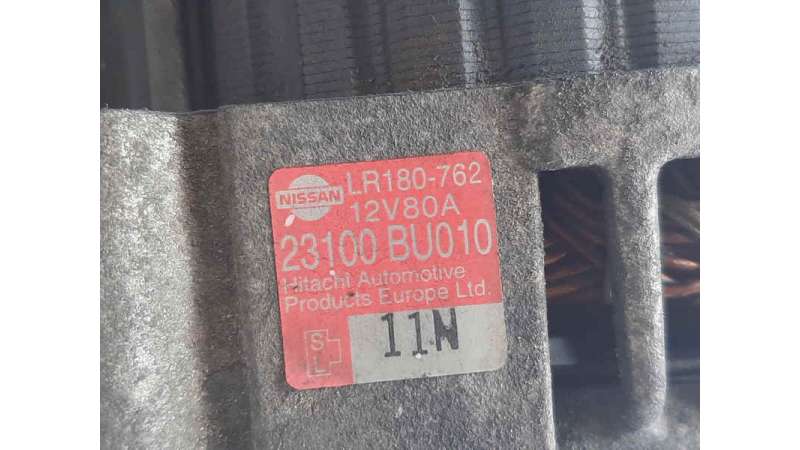 NISSAN
LR180-762
12V80A
23100 BU010
Hitachi Automotive
Products Europe Ltd.
S
L
11N